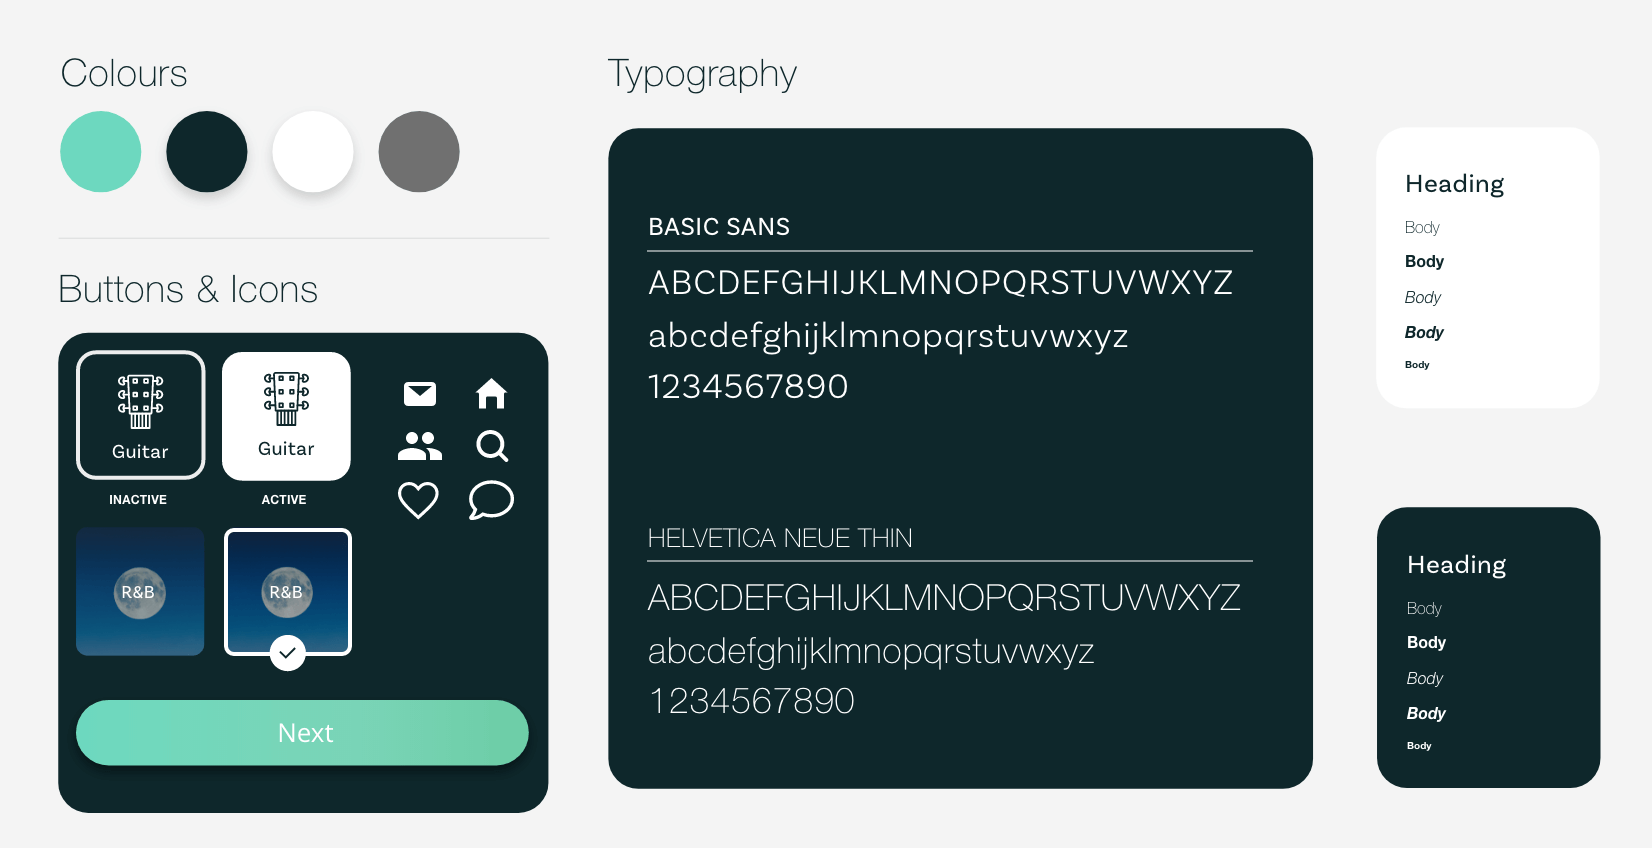 Colours
Buttons & Icons
Guitar
Guitar
INACTIVE
ACTIVE
R&B
R&B
Next
Typography
BASIC SANS
ABCDEFGHIJKLMNOPQRSTUVWXYZ
abcdefghijklmnopqrstuvwxyz
1234567890
HELVETICA NEUE THIN
ABCDEFGHIJKLMNOPQRSTUVWXYZ
abcdefghijklmnopqrstuvwxyz
1234567890
Heading
Body
Body
Body
Body
Body
Heading
Body
Body
Body
Body
Body